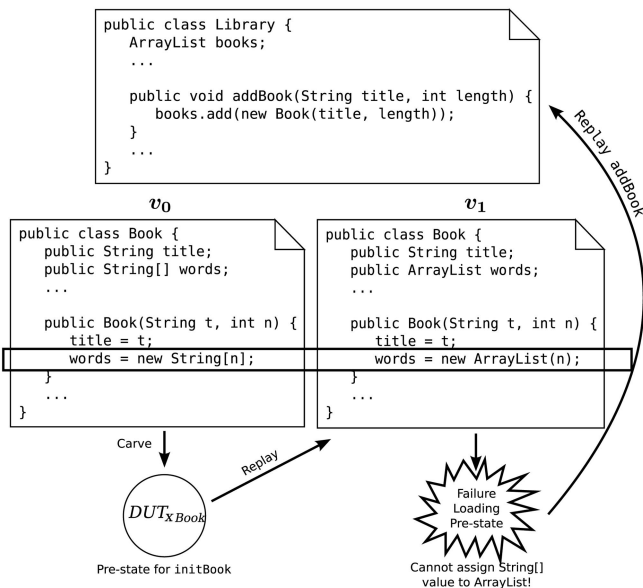 public class Library {
ArrayList books;
...
public void addBook(String title, int length) {
books.add(new Book(title, length));
}
...
}
Replay addBook
v0
v1
public class Book {
public String title;
public String[] words;
...
public Book(String t, int n) {
title = t;
words = new String[n];
}
...
}
public class Book {
public String title;
public ArrayList words;
...
public Book(String t, int n) {
title = t;
words = new ArrayList(n);
}
...
}
Carve
Replay
DUTxBook
Pre-state for initBook
Failure
Loading
Pre-state
Cannot assign String[]
value to ArrayList!